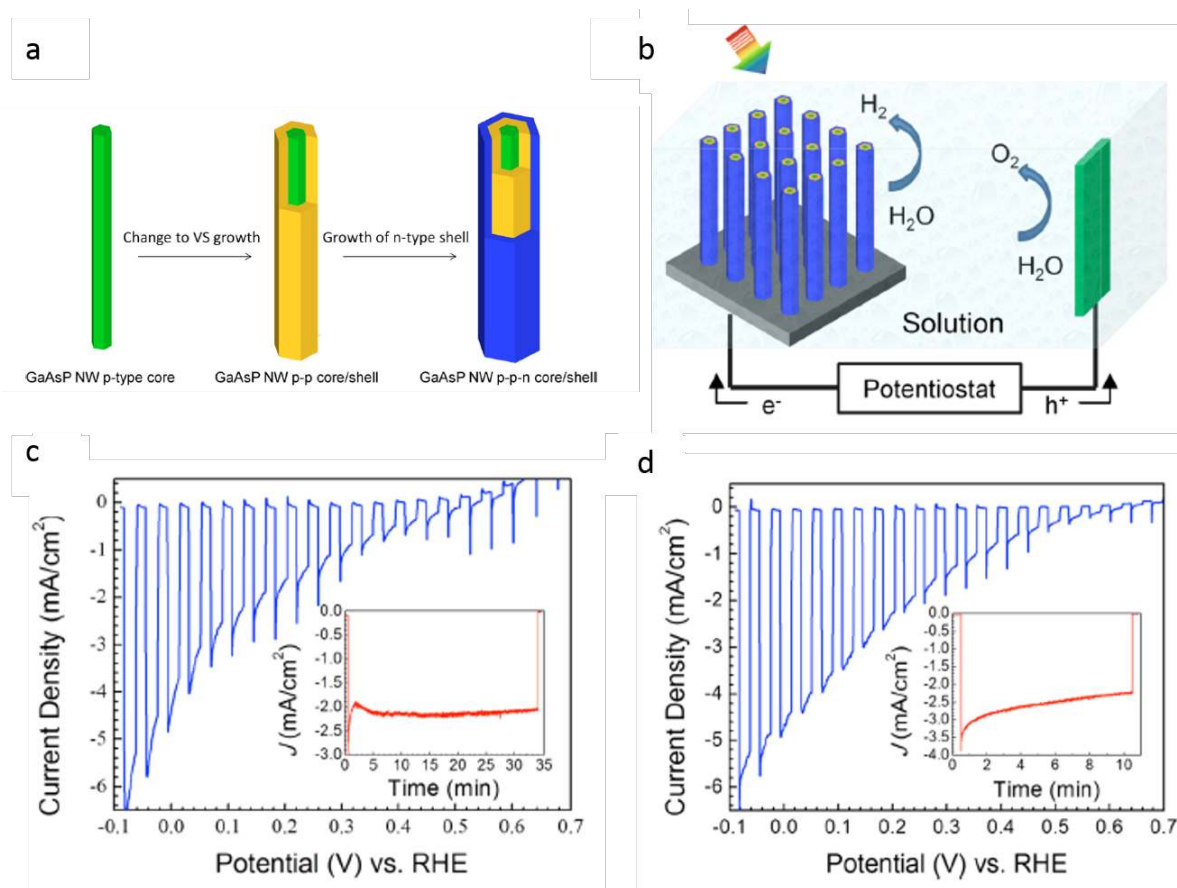 a
Change to VS growth
Growth of n-type shell
GaAsP NW p-type core
GaAsP NW p-p core/shell
GaAsP NW p-p-n core/shell
b
H₂
H₂O
O₂
H₂O
Solution
Potentiostat
e⁻
h⁺
c
Current Density (mA/cm²)
0
-1
-2
-3
-4
-5
-6
-0.1 0.0 0.1 0.2 0.3 0.4 0.5 0.6 0.7
Potential (V) vs. RHE
J (mA/cm²)
0.0
-0.5
-1.0
-1.5
-2.0
-2.5
-3.0
0 5 10 15 20 25 30 35
Time (min)
d
Current Density (mA/cm²)
0
-1
-2
-3
-4
-5
-6
-0.1 0.0 0.1 0.2 0.3 0.4 0.5 0.6 0.7
Potential (V) vs. RHE
J (mA/cm²)
0.0
-0.5
-1.0
-1.5
-2.0
-2.5
-3.0
-3.5
-4.0
0 2 4 6 8 10
Time (min)